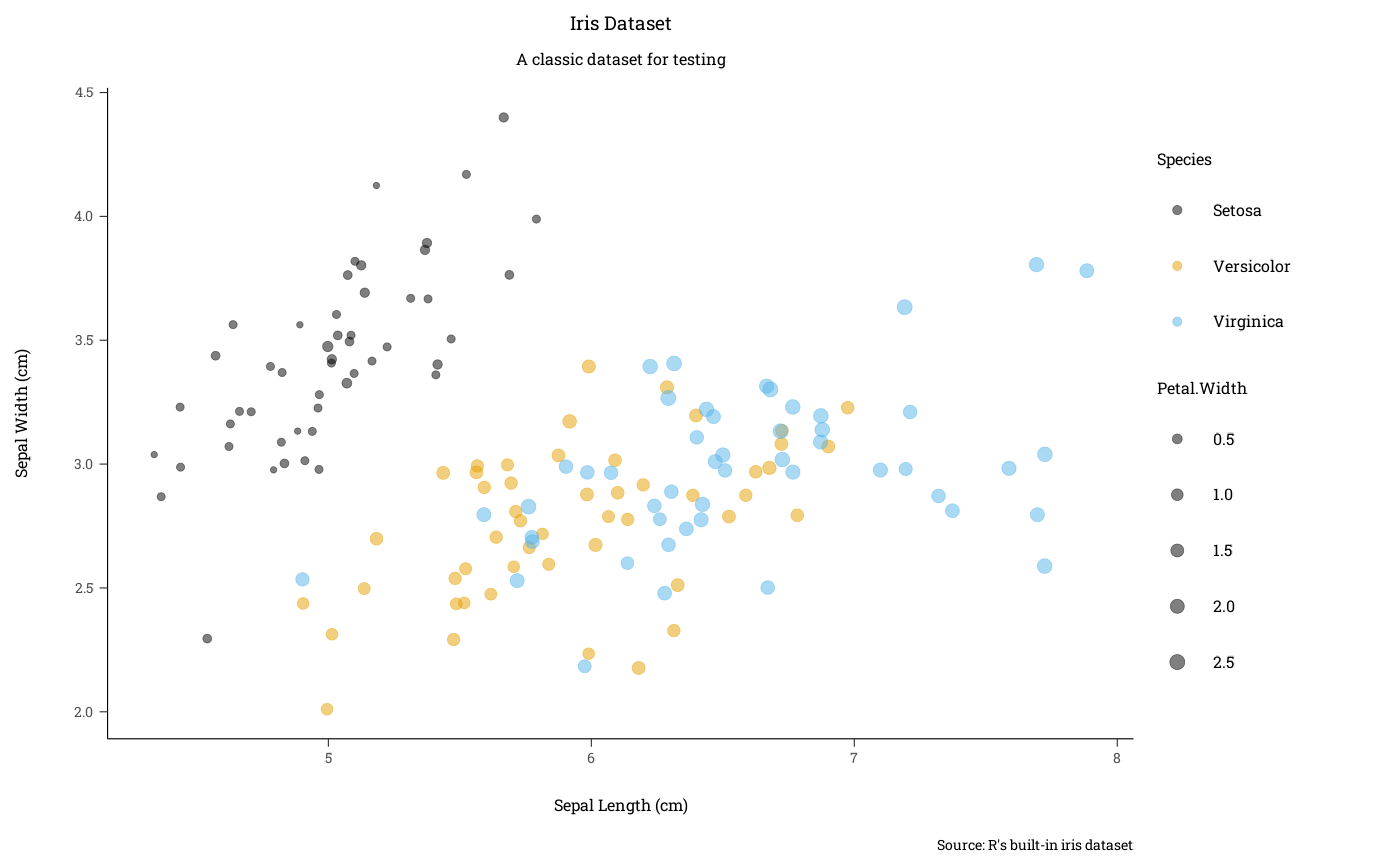 Iris Dataset
A classic dataset for testing
Sepal Width (cm)
4.5
4.0
3.5
3.0
2.5
2.0
5 6 7 8
Sepal Length (cm)
Species
Setosa
Versicolor
Virginica
Petal.Width
0.5
1.0
1.5
2.0
2.5
Source: R's built-in iris dataset